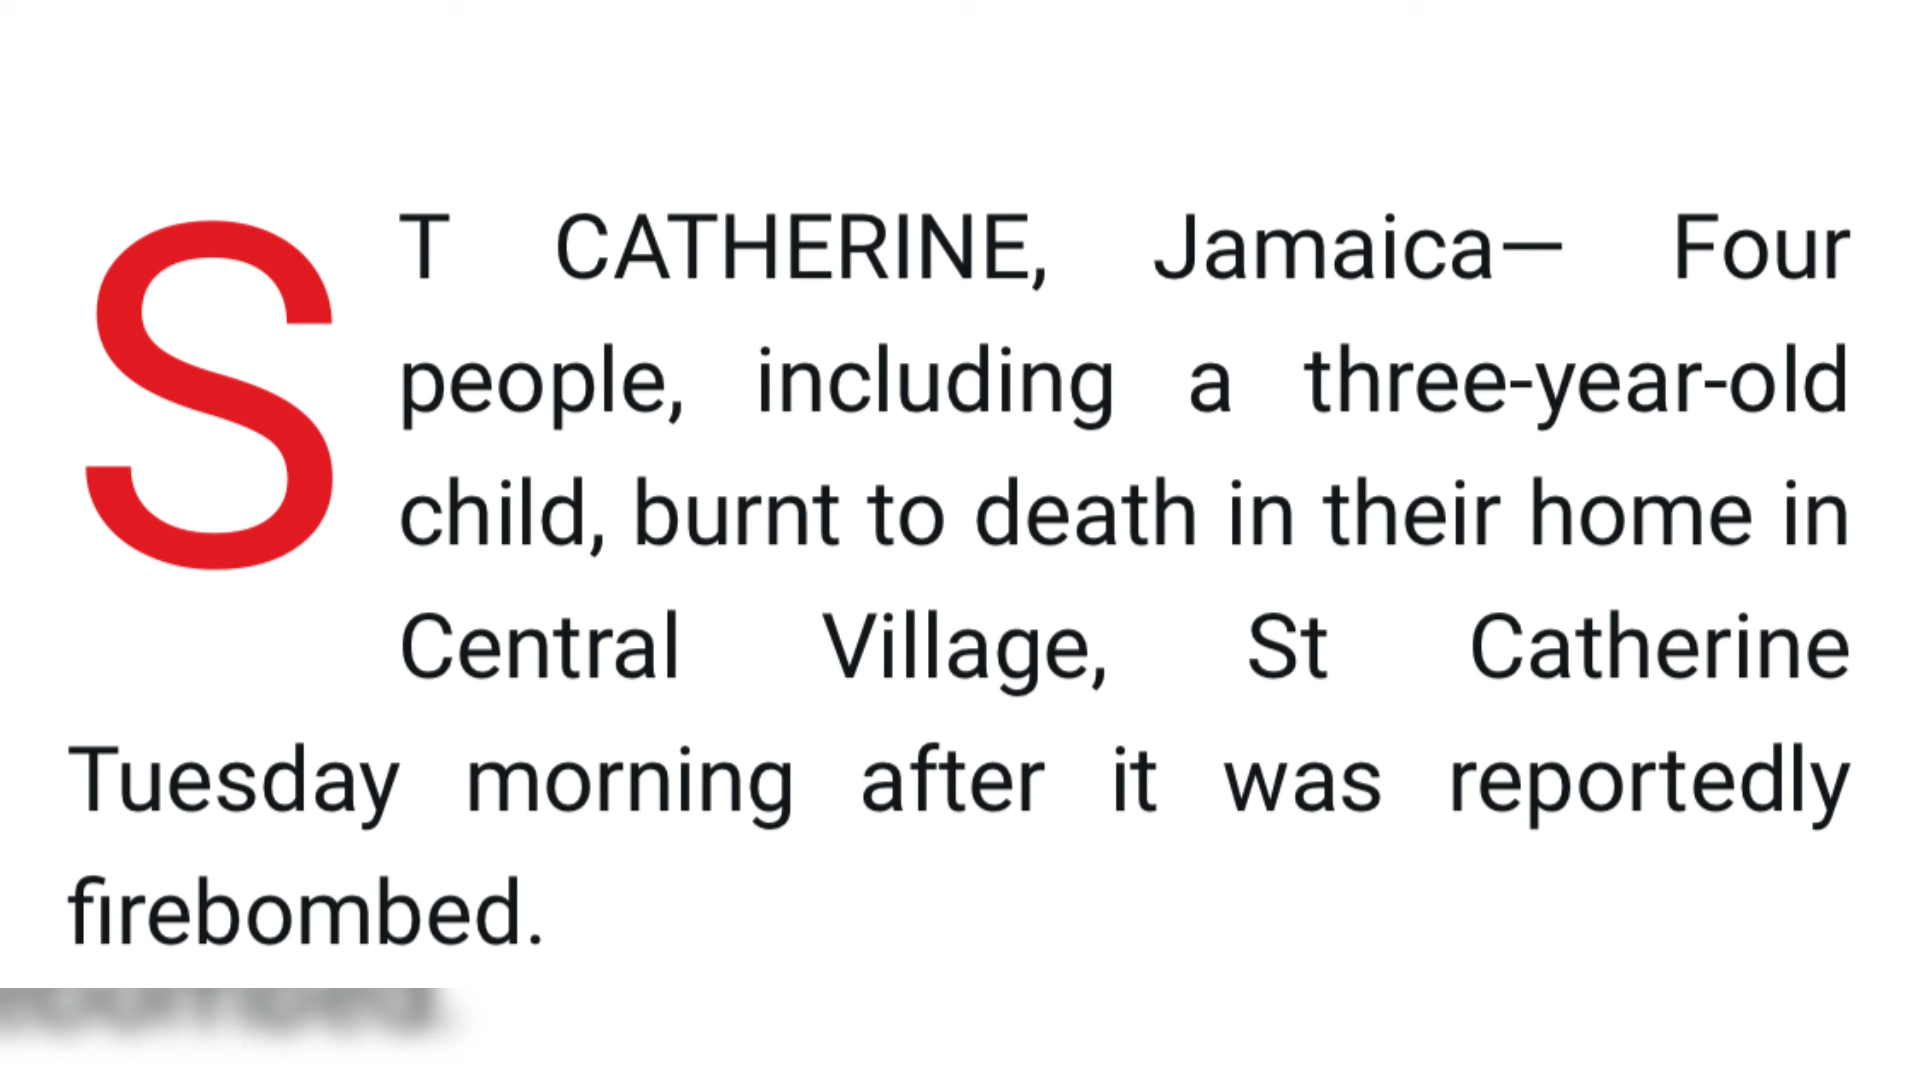 ST CATHERINE, Jamaica— Four
people, including a three-year-old
child, burnt to death in their home in
Central Village, St Catherine
Tuesday morning after it was reportedly
firebombed.